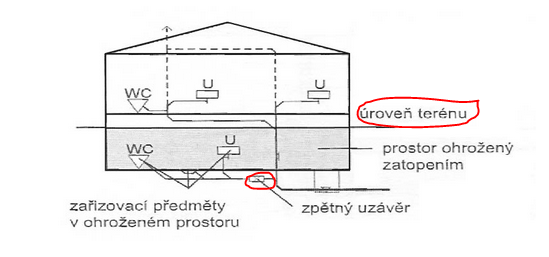 U
U
WC
úroveň terénu
U
WC
prostor ohrožený
zatopením
zařizovací předměty
v ohroženém prostoru
zpětný uzávěr